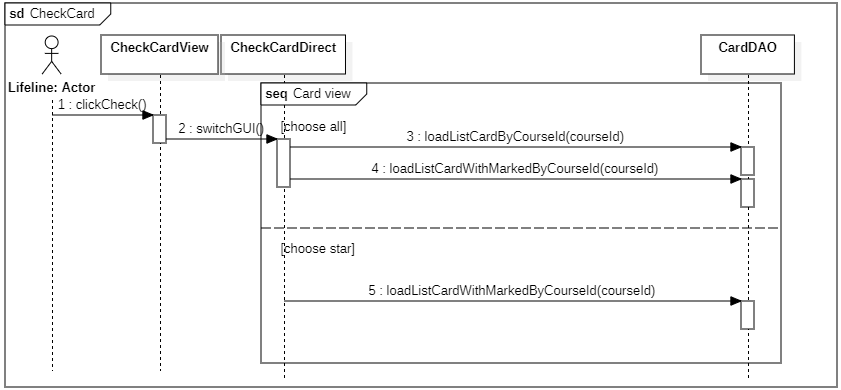 sd CheckCard
CheckCardView
CheckCardDirect
CardDAO
Lifeline: Actor
seq Card view
1 : clickCheck()
2 : switchGUI()
[choose all]
3 : loadListCardByCourseId(courseId)
4 : loadListCardWithMarkedByCourseId(courseId)
[choose star]
5 : loadListCardWithMarkedByCourseId(courseId)